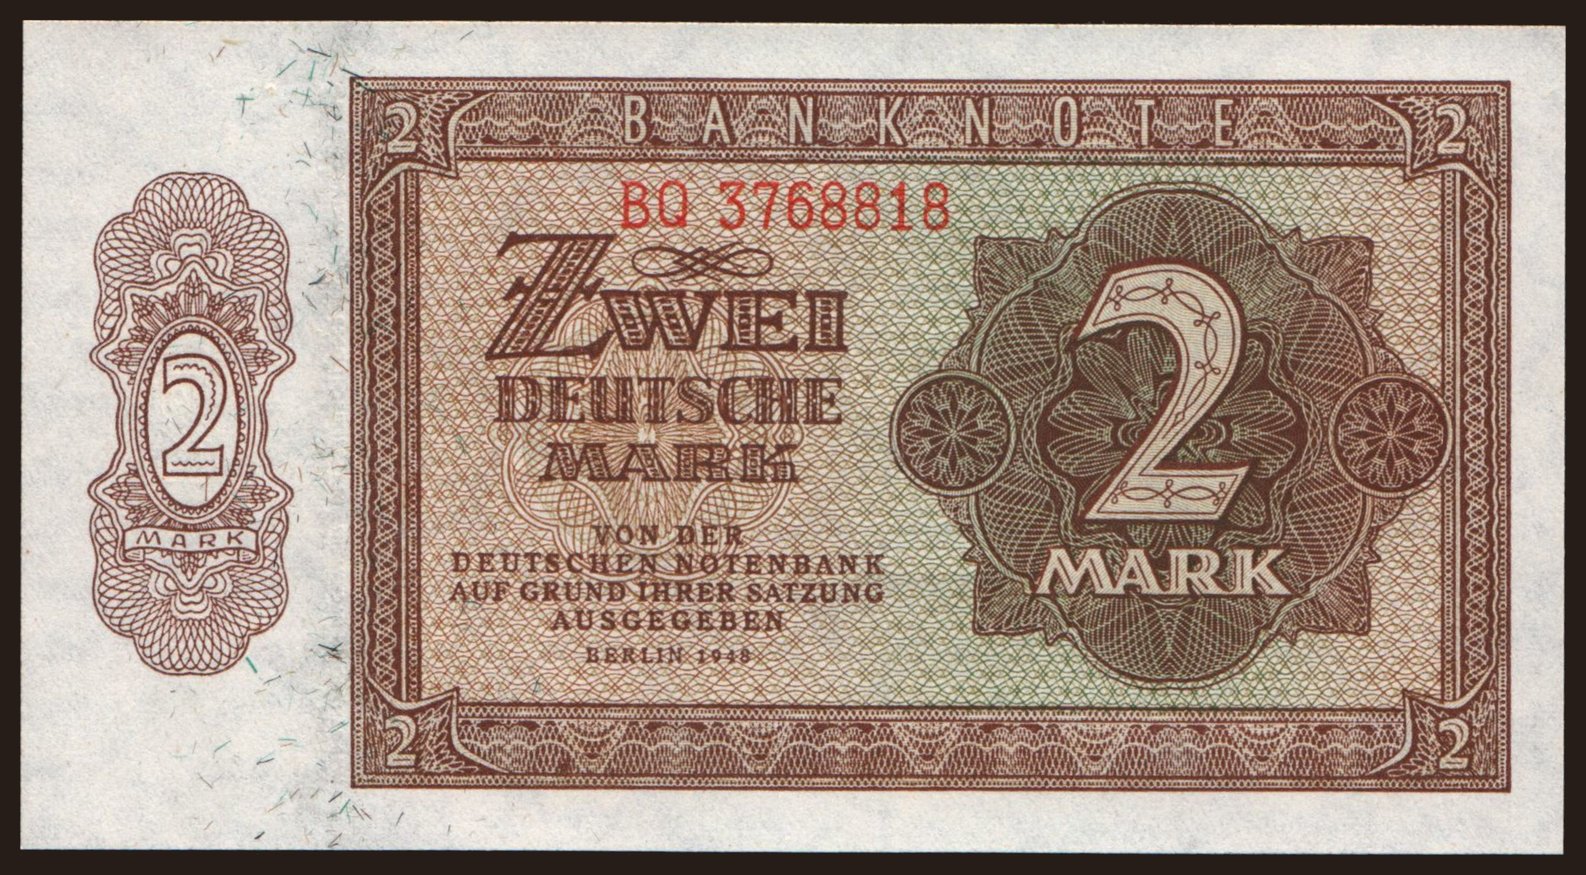 2 BANKNOTE 2
BQ 3768818
ZWEI
DEUTSCHE
MARK
VON DER
DEUTSCHEN NOTENBANK
AUF GRUND IHRER SATZUNG
AUSGEGEBEN
BERLIN 1948
2
MARK
2
MARK
2 2